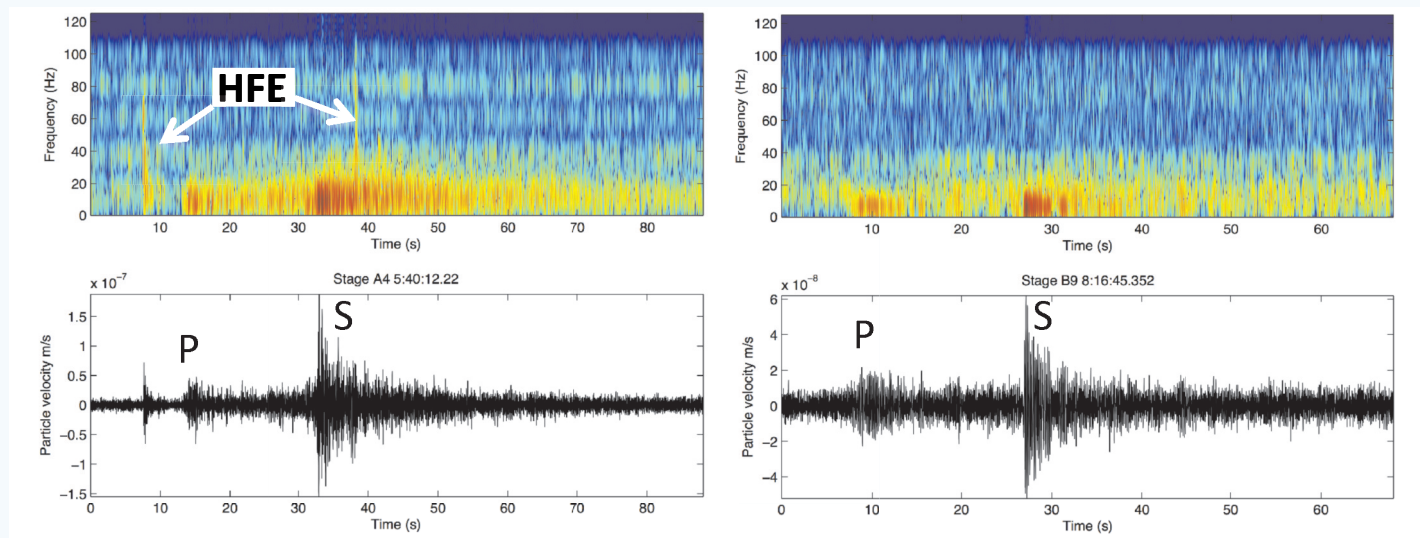 120
100
80
60
40
20
0
Frequency (Hz)
HFE
10 20 30 40 50 60 70 80
Time (s)
120
100
80
60
40
20
0
Frequency (Hz)
10 20 30 40 50 60
Time (s)
x 10⁻⁷
Stage A4 5:40:12.22
1.5
1
0.5
0
−0.5
−1
−1.5
Particle velocity m/s
P
S
0 10 20 30 40 50 60 70 80
Time (s)
x 10⁻⁸
Stage B9 8:16:45.352
6
4
2
0
−2
−4
Particle velocity m/s
P
S
0 10 20 30 40 50 60
Time (s)